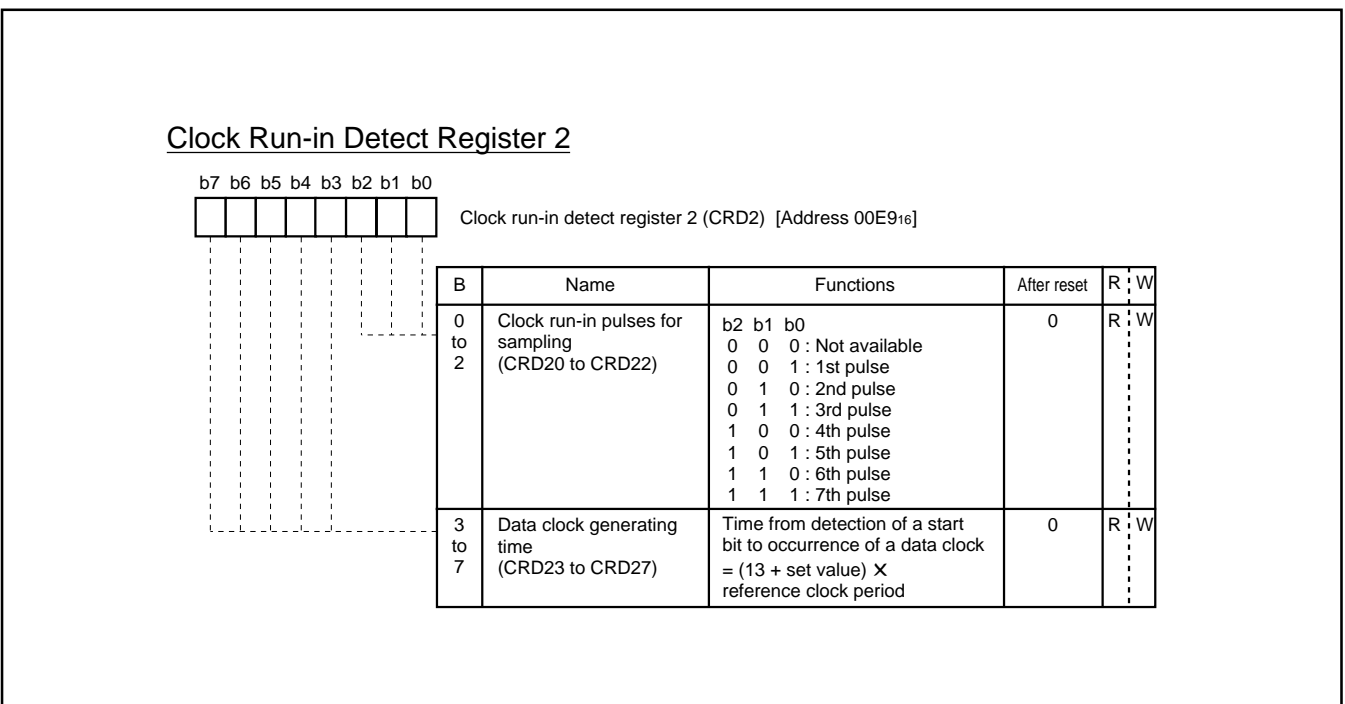 Clock Run-in Detect Register 2
b7 b6 b5 b4 b3 b2 b1 b0
Clock run-in detect register 2 (CRD2) [Address 00E916]
B Name Functions After reset R W
0 to 2
Clock run-in pulses for sampling (CRD20 to CRD22)
b2 b1 b0
0 0 0 : Not available
0 0 1 : 1st pulse
0 1 0 : 2nd pulse
0 1 1 : 3rd pulse
1 0 0 : 4th pulse
1 0 1 : 5th pulse
1 1 0 : 6th pulse
1 1 1 : 7th pulse
0 R W
3 to 7
Data clock generating time (CRD23 to CRD27)
Time from detection of a start
bit to occurrence of a data clock
= (13 + set value) ✕
reference clock period
0 R W